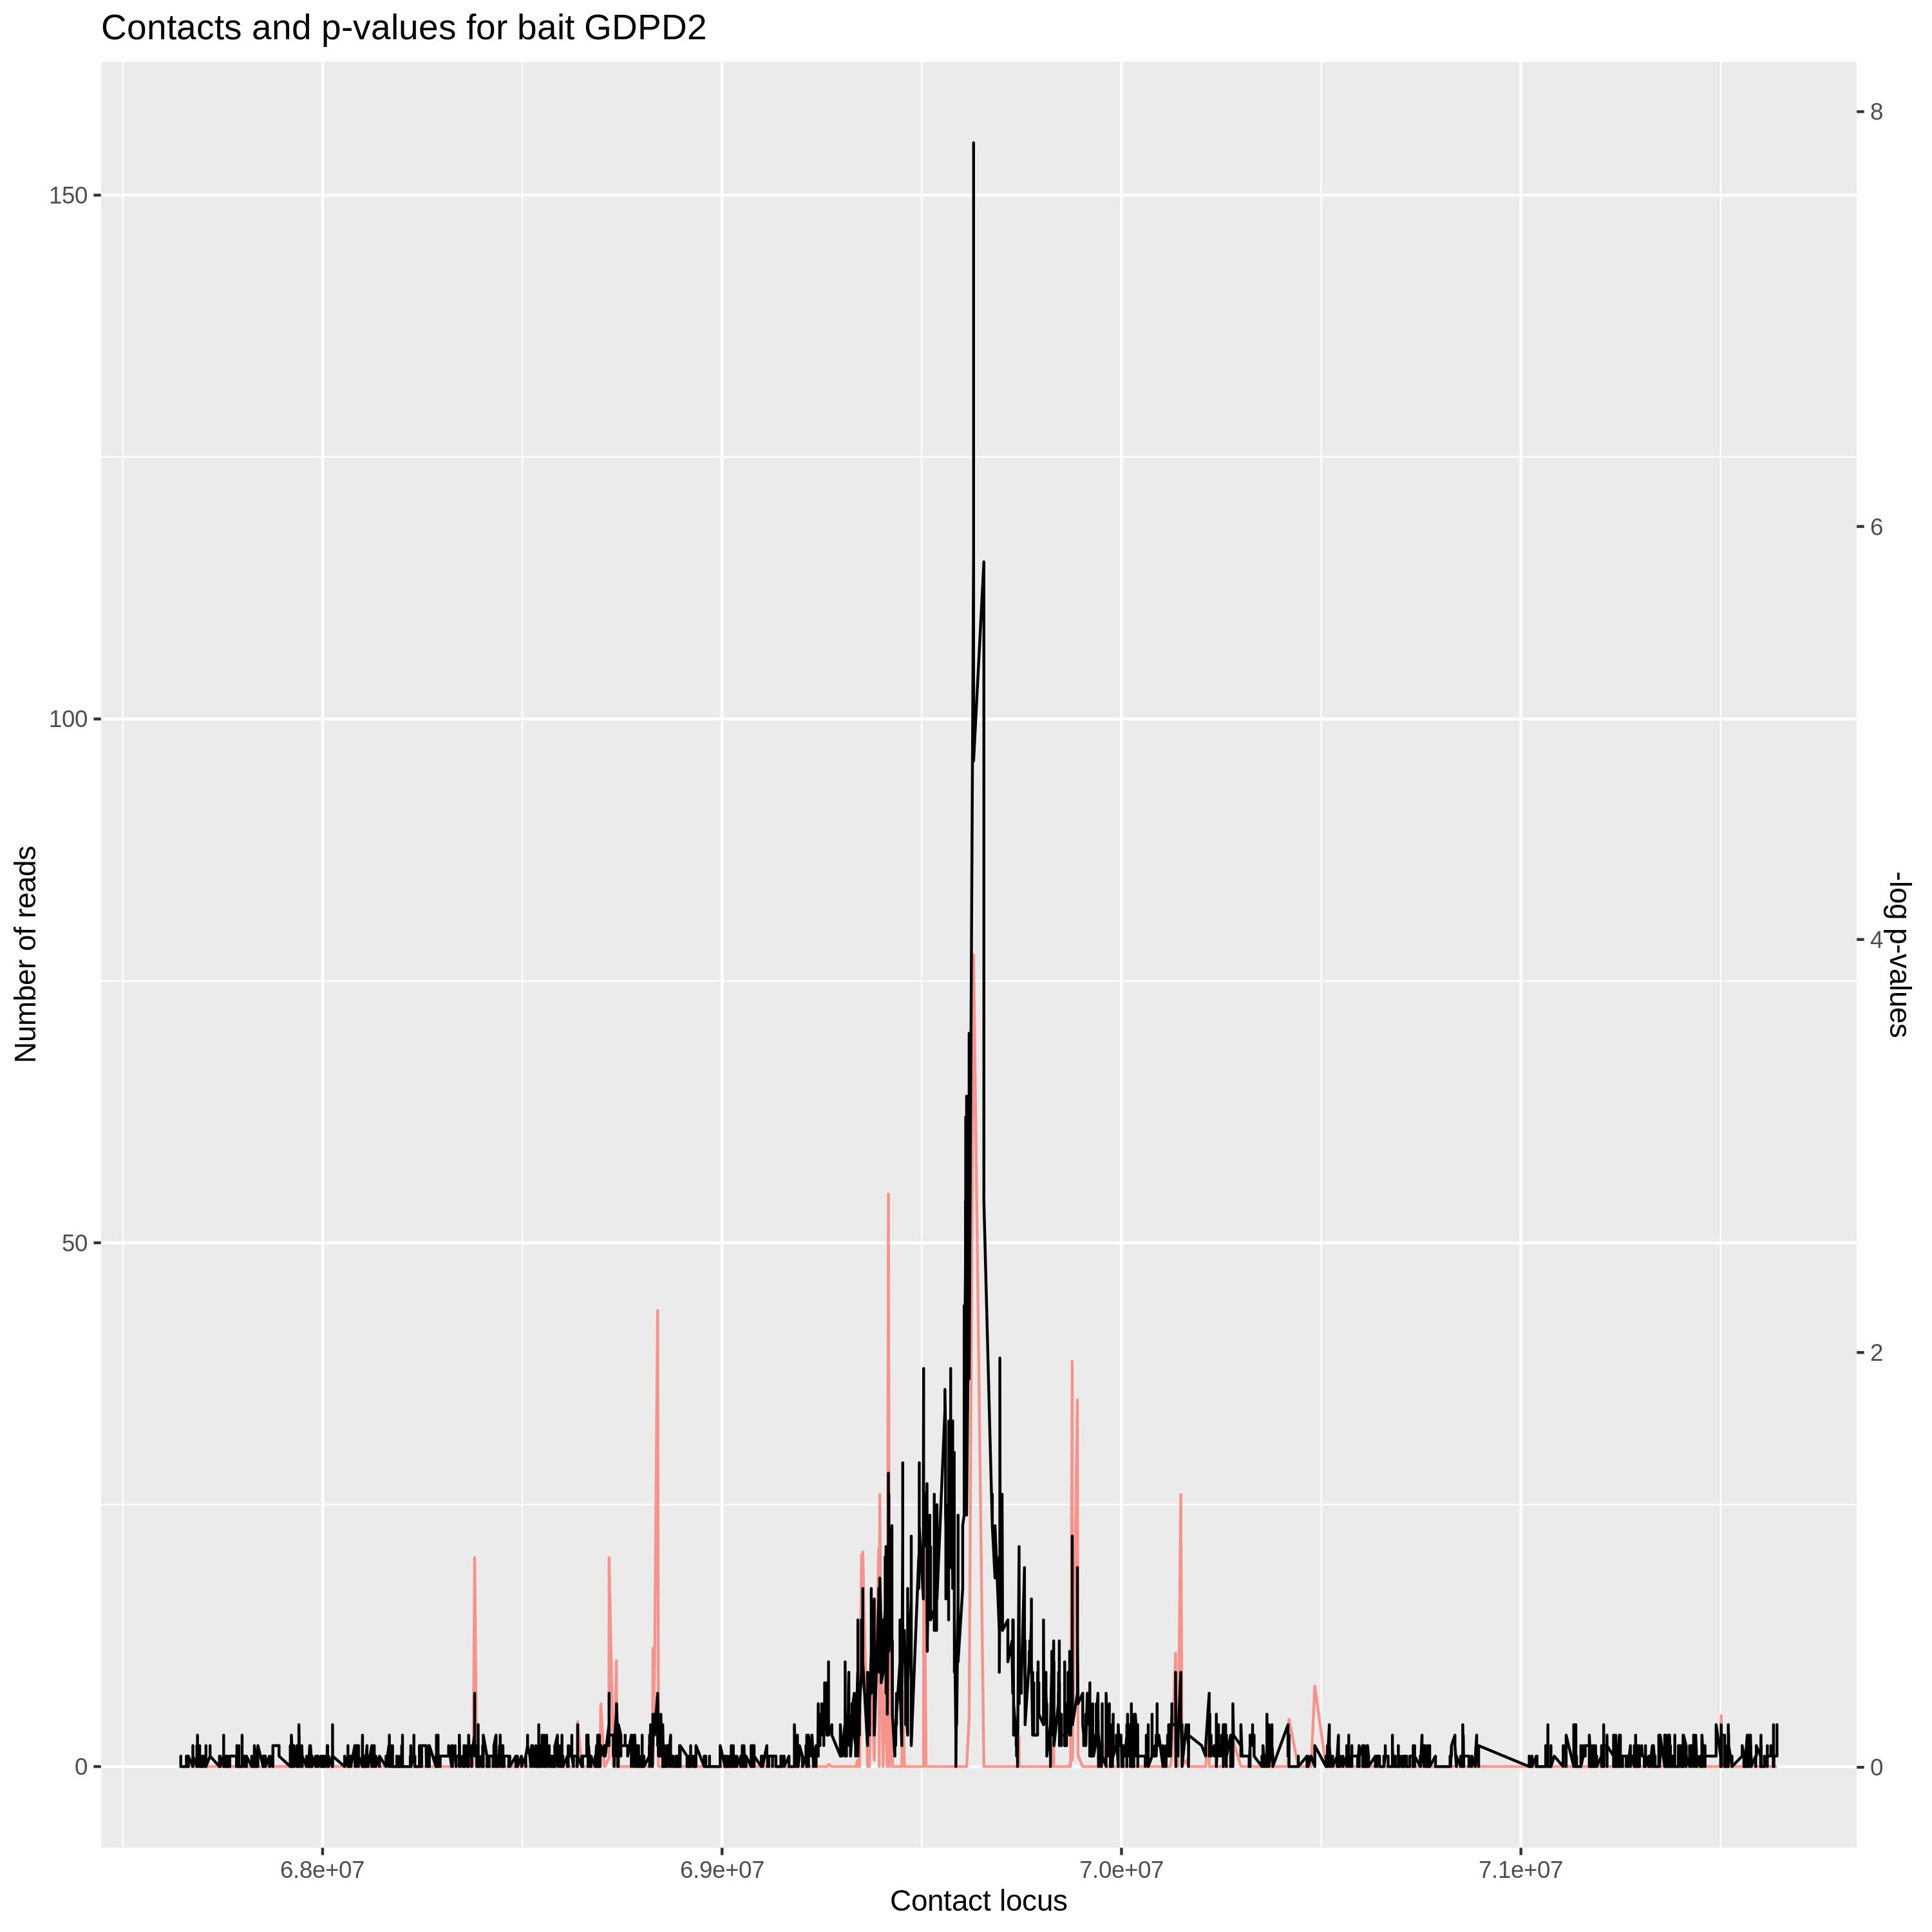 Contacts and p-values for bait GDPD2
150
100
50
0
8
6
4
2
0
Number of reads
-log p-values
6.8e+07
6.9e+07
7.0e+07
7.1e+07
Contact locus